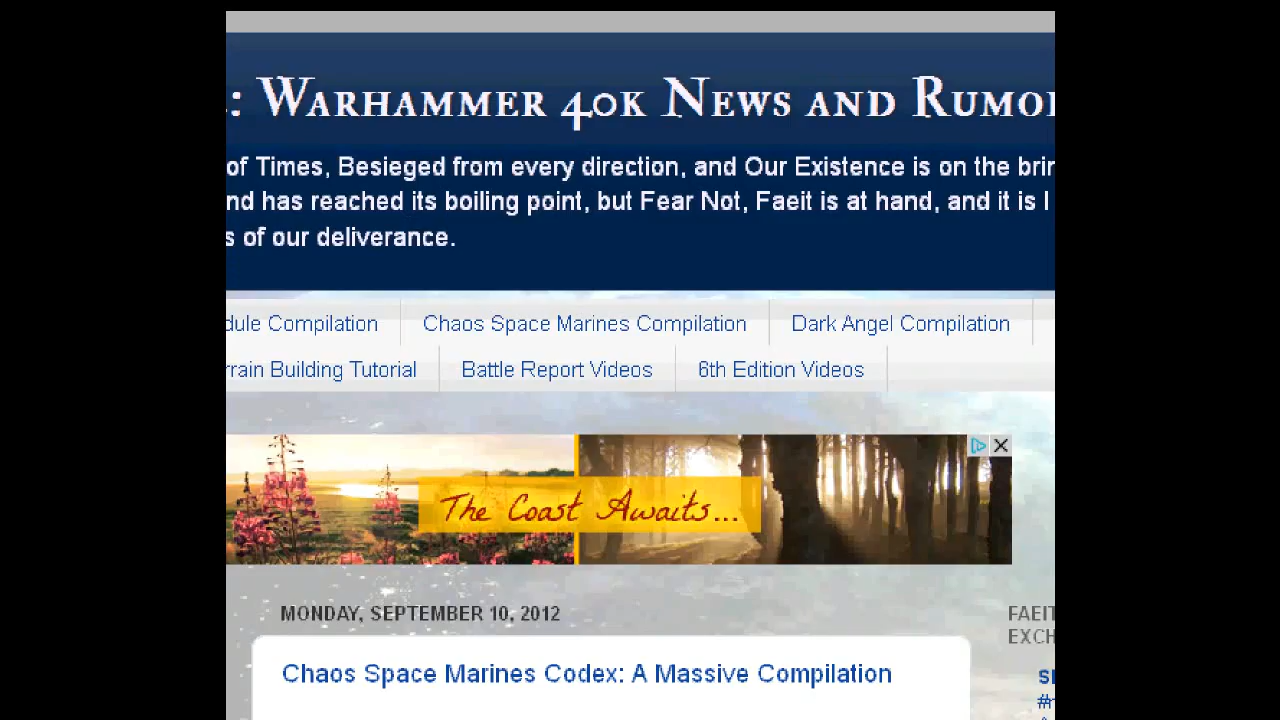 : Warhammer 40k News and Rumo
of Times, Besieged from every direction, and Our Existence is on the brin
nd has reached its boiling point, but Fear Not, Faeit is at hand, and it is I
s of our deliverance.
dule Compilation Chaos Space Marines Compilation Dark Angel Compilation
rrain Building Tutorial Battle Report Videos 6th Edition Videos
The Coast Awaits...
MONDAY, SEPTEMBER 10, 2012
Chaos Space Marines Codex: A Massive Compilation
FAEIT
EXCH